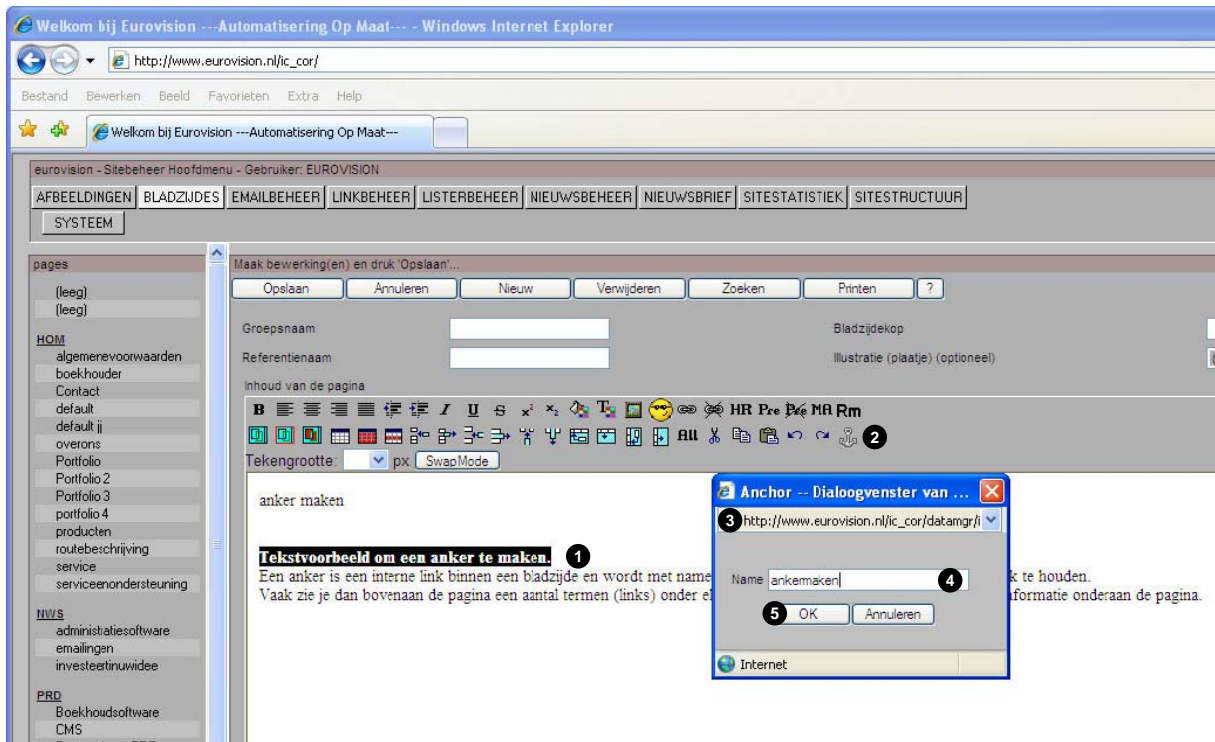 Welkom bij Eurovision ---Automatisering Op Maat--- - Windows Internet Explorer
http://www.eurovision.nl/ic_cor/
Bestand Bewerken Beeld Favorieten Extra Help
Welkom bij Eurovision ---Automatisering Op Maat---
eurovision - Sitebeheer Hoofdmenu - Gebruiker: EUROVISION
AFBEELDINGEN BLADZIJDES EMAILBEHEER LINKBEHEER LISTERBEHEER NIEUWSBEHEER NIEUWSBRIEF SITESTATISTIEK SITESTRUCTUUR
SYSTEEM
pages
(leeg)
(leeg)
HOM
algemenevoorwaarden
boekhouder
Contact
default
default jj
overons
Portfolio
Portfolio 2
Portfolio 3
portfolio 4
producten
routebeschrijving
service
serviceenondersteuning
NWS
administratiesoftware
emailingen
investeertinuwidee
PRD
Boekhoudsoftware
CMS
Maak bewerking(en) en druk 'Opslaan'...
Opslaan Annuleren Nieuw Verwijderen Zoeken Printen ?
Groepsnaam Bladzijdekop
Referentienaam Illustratie (plaatje) (optioneel)
Inhoud van de pagina
B I U S x² x₂ T HR Pre Pre MA Rm
All 2
Tekengrootte: px SwapMode
anker maken
Tekstvoorbeeld om een anker te maken. 1
Een anker is een interne link binnen een bladzijde en wordt met name k te houden.
Vaak zie je dan bovenaan de pagina een aantal termen (links) onder el nformatie onderaan de pagina.
Anchor -- Dialoogvenster van ...
3 http://www.eurovision.nl/ic_cor/datamgr/i
Name ankemaken 4
5 OK Annuleren
Internet